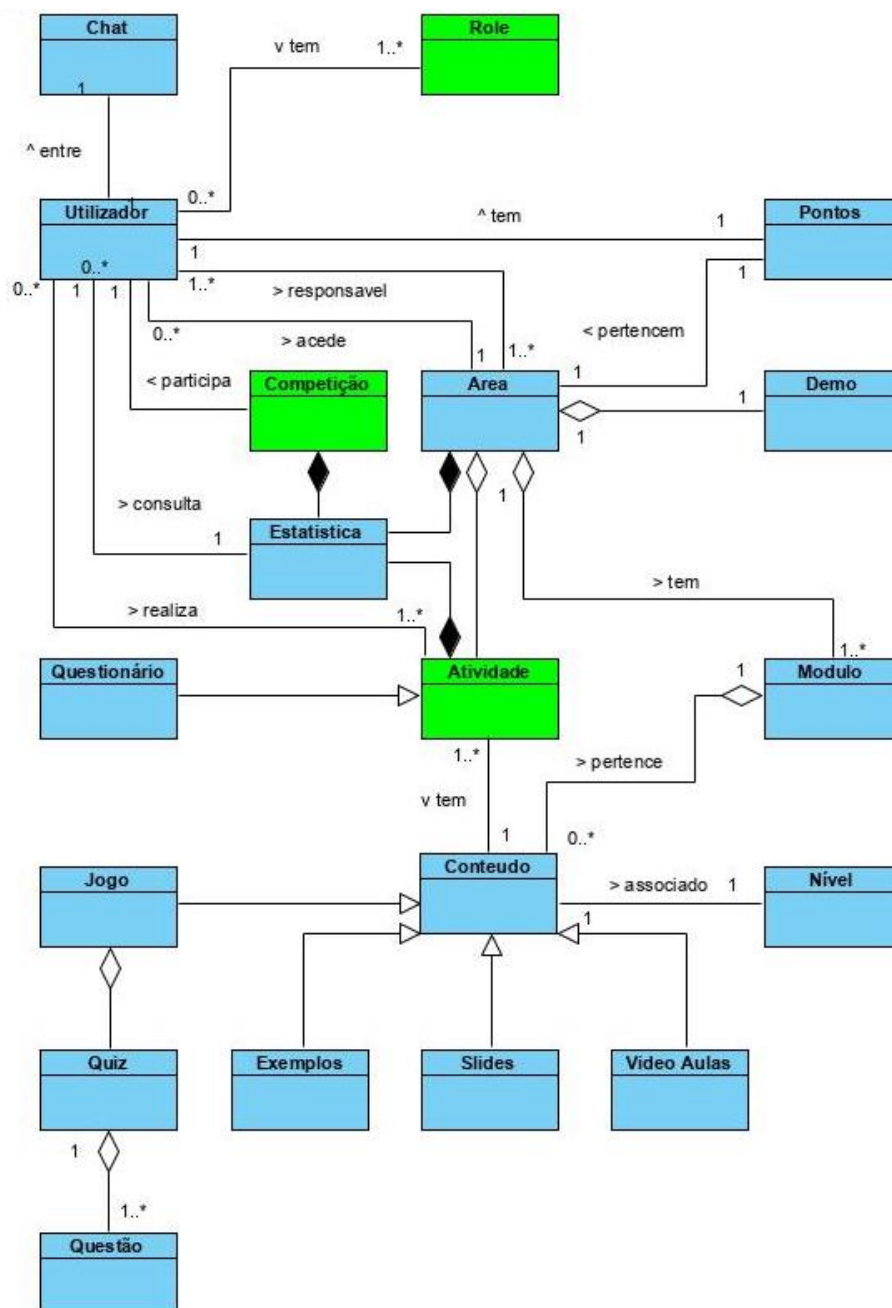 Chat
Role
v tem
1..*
1
^ entre
0..*
1
Utilizador
Pontos
^ tem
1
1
0..*
1..*
1
0..*
1
1
> responsavel
< pertencem
0..*
> acede
1
1..*
1
< participa
Competição
Area
Demo
1
1
1
> consulta
1
Estatistica
> tem
> realiza
1..*
1..*
Questionário
Atividade
1
Modulo
1..*
> pertence
v tem
1
0..*
Jogo
Conteudo
> associado
1
Nível
1
Quiz
Exemplos
Slides
Video Aulas
1
1..*
Questão